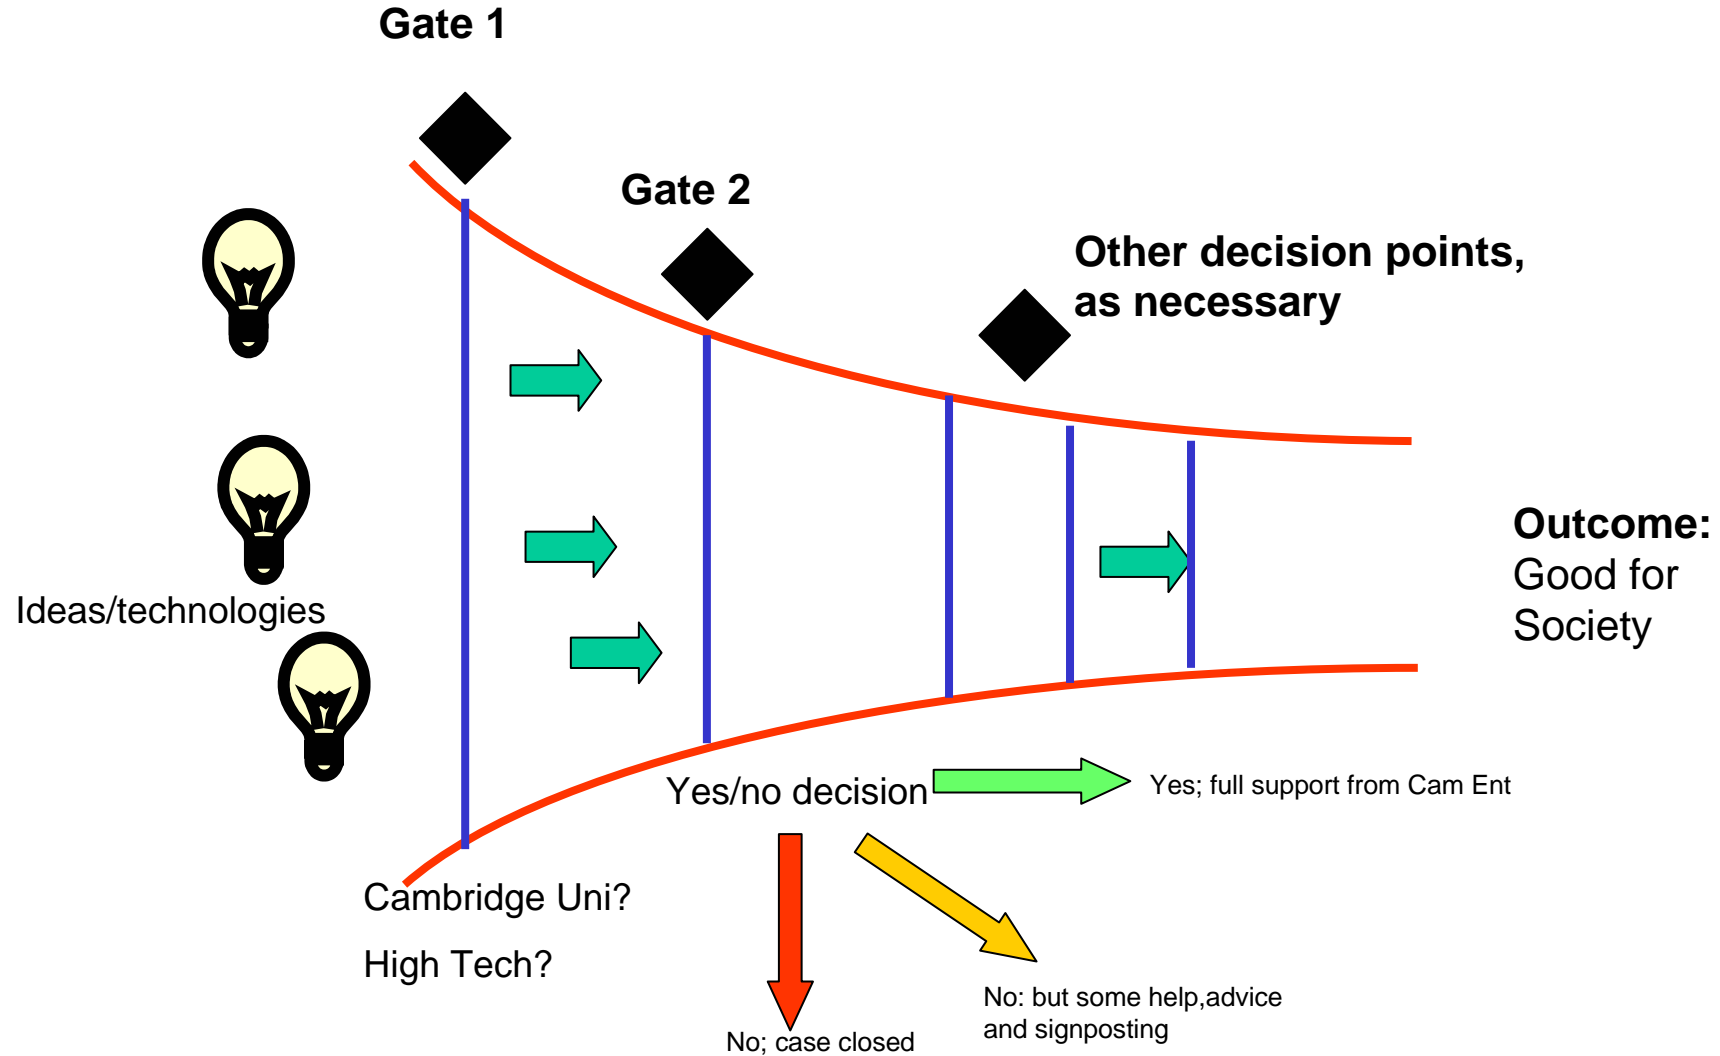 Gate 1
Gate 2
Other decision points,
as necessary
Ideas/technologies
Outcome:
Good for
Society
Yes/no decision
Yes; full support from Cam Ent
Cambridge Uni?
High Tech?
No: but some help,advice
and signposting
No; case closed